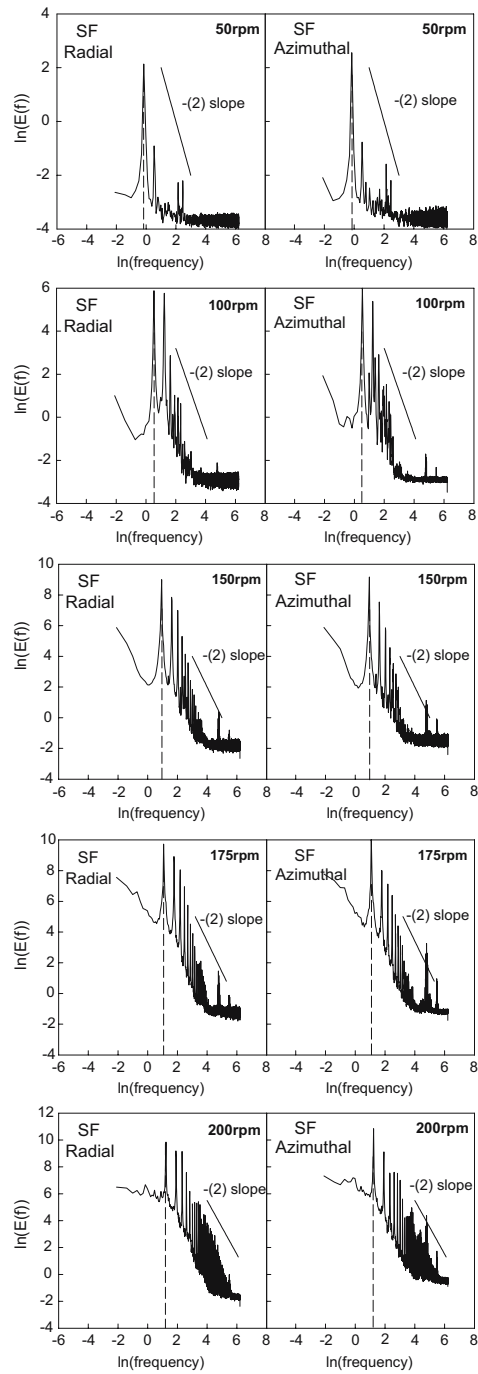 4
SF
Radial
50rpm
-(2) slope
SF
Azimuthal
50rpm
-(2) slope
2
0
-2
-4
ln(E(f))
-6 -4 -2 0 2 4 6 8 -4 -2 0 2 4 6 8
ln(frequency)
ln(frequency)
6
SF
Radial
100rpm
-(2) slope
SF
Azimuthal
100rpm
-(2) slope
4
2
0
-2
-4
ln(E(f))
-6 -4 -2 0 2 4 6 8 -4 -2 0 2 4 6 8
ln(frequency)
ln(frequency)
10
SF
Radial
150rpm
-(2) slope
SF
Azimuthal
150rpm
-(2) slope
8
6
4
2
0
-2
-4
ln(E(f))
-6 -4 -2 0 2 4 6 8 -4 -2 0 2 4 6 8
ln(frequency)
ln(frequency)
10
SF
Radial
175rpm
-(2) slope
SF
Azimuthal
175rpm
-(2) slope
8
6
4
2
0
-2
-4
ln(E(f))
-6 -4 -2 0 2 4 6 8 -4 -2 0 2 4 6 8
ln(frequency)
ln(frequency)
12
SF
Radial
200rpm
-(2) slope
SF
Azimuthal
200rpm
-(2) slope
10
8
6
4
2
0
-2
-4
ln(E(f))
-6 -4 -2 0 2 4 6 8 -4 -2 0 2 4 6 8
ln(frequency)
ln(frequency)